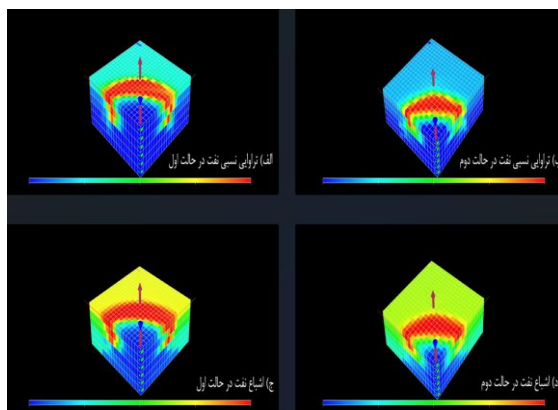 الف) تراوایی نسبی نفت در حالت اول
ب) تراوایی نسبی نفت در حالت دوم
ج) اشباع نفت در حالت اول
د) اشباع نفت در حالت دوم